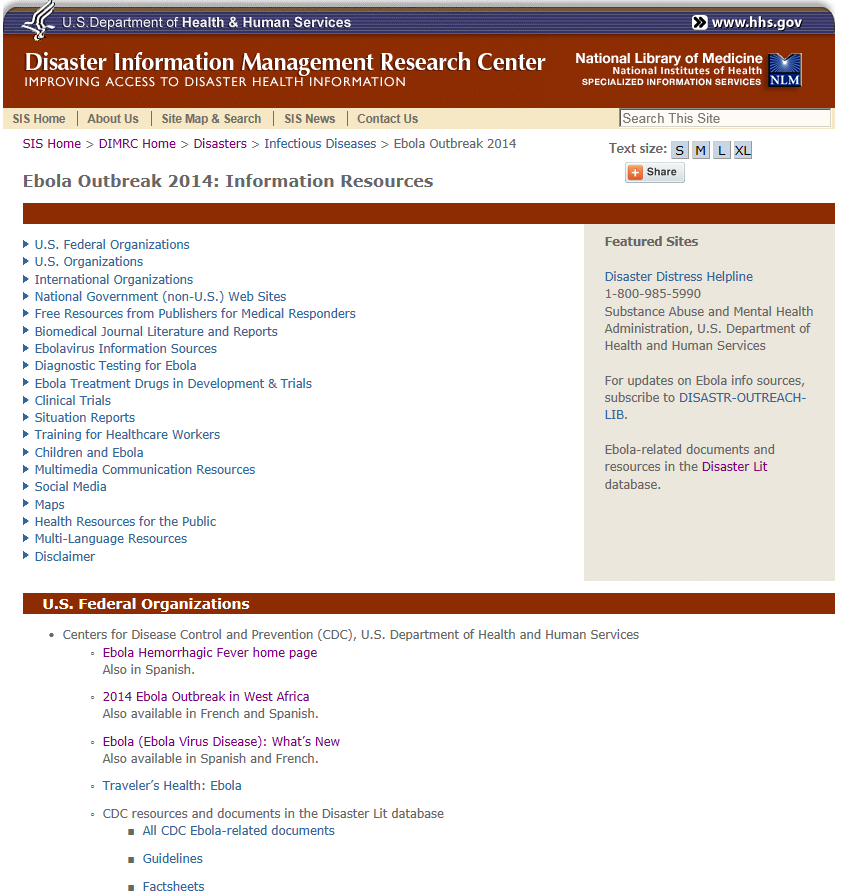 U.S.Department of Health & Human Services
www.hhs.gov
Disaster Information Management Research Center
IMPROVING ACCESS TO DISASTER HEALTH INFORMATION
National Library of Medicine
National Institutes of Health
SPECIALIZED INFORMATION SERVICES
NLM
SIS Home | About Us | Site Map & Search | SIS News | Contact Us
Search This Site
SIS Home > DIMRC Home > Disasters > Infectious Diseases > Ebola Outbreak 2014
Text size: S M L XL
Share
Ebola Outbreak 2014: Information Resources
U.S. Federal Organizations
U.S. Organizations
International Organizations
National Government (non-U.S.) Web Sites
Free Resources from Publishers for Medical Responders
Biomedical Journal Literature and Reports
Ebolavirus Information Sources
Diagnostic Testing for Ebola
Ebola Treatment Drugs in Development & Trials
Clinical Trials
Situation Reports
Training for Healthcare Workers
Children and Ebola
Multimedia Communication Resources
Social Media
Maps
Health Resources for the Public
Multi-Language Resources
Disclaimer
Featured Sites
Disaster Distress Helpline
1-800-985-5990
Substance Abuse and Mental Health
Administration, U.S. Department of
Health and Human Services
For updates on Ebola info sources,
subscribe to DISASTR-OUTREACH-
LIB.
Ebola-related documents and
resources in the Disaster Lit
database.
U.S. Federal Organizations
Centers for Disease Control and Prevention (CDC), U.S. Department of Health and Human Services
Ebola Hemorrhagic Fever home page
Also in Spanish.
2014 Ebola Outbreak in West Africa
Also available in French and Spanish.
Ebola (Ebola Virus Disease): What's New
Also available in Spanish and French.
Traveler's Health: Ebola
CDC resources and documents in the Disaster Lit database
All CDC Ebola-related documents
Guidelines
Factsheets